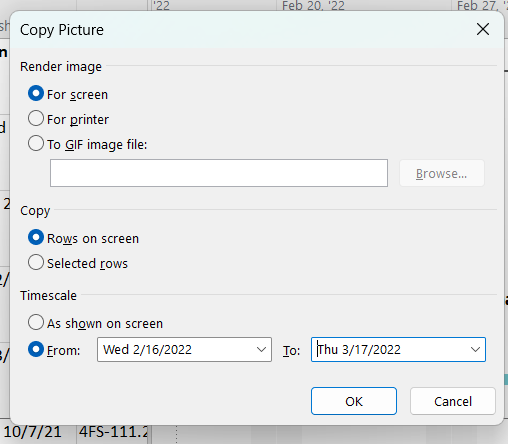 '22 Feb 20, '22 Feb 27, '
Copy Picture
Render image
For screen
For printer
To GIF image file:
Browse...
Copy
Rows on screen
Selected rows
Timescale
As shown on screen
From: Wed 2/16/2022 To: Thu 3/17/2022
OK Cancel
10/7/21 4FS-111.2